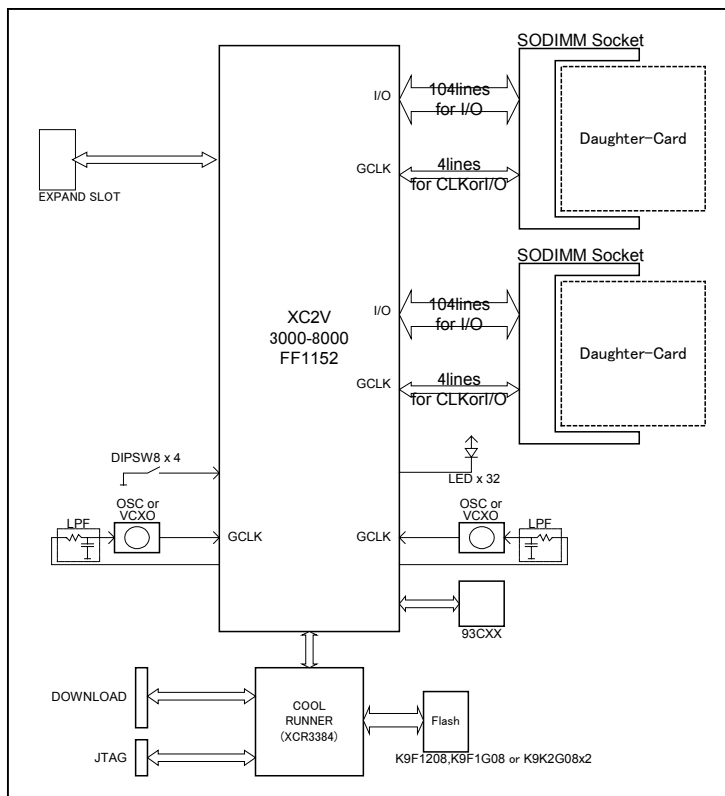 SODIMM Socket
I/O
104lines
for I/O
Daughter-Card
GCLK
4lines
for CLKorI/O
EXPAND SLOT
SODIMM Socket
I/O
104lines
for I/O
Daughter-Card
XC2V
3000-8000
FF1152
GCLK
4lines
for CLKorI/O
DIPSW8 x 4
LED x 32
OSC or
VCXO
LPF
GCLK
GCLK
OSC or
VCXO
LPF
93CXX
DOWNLOAD
JTAG
COOL
RUNNER
(XCR3384)
Flash
K9F1208,K9F1G08 or K9K2G08x2